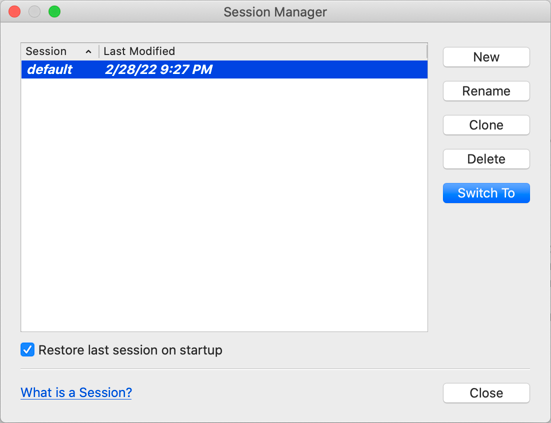 Session Manager
Session Last Modified
default 2/28/22 9:27 PM
New
Rename
Clone
Delete
Switch To
Restore last session on startup
What is a Session?
Close